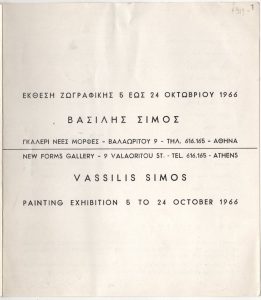 ΕΚΘΕΣΗ ΖΩΓΡΑΦΙΚΗΣ 5 ΕΩΣ 24 ΟΚΤΩΒΡΙΟΥ 1966
ΒΑΣΙΛΗΣ ΣΙΜΟΣ
ΓΚΑΛΕΡΙ ΝΕΕΣ ΜΟΡΦΕΣ - ΒΑΛΑΩΡΙΤΟΥ 9 - ΤΗΛ. 616.165 - ΑΘΗΝΑ
NEW FORMS GALLERY - 9 VALAORITOU ST. - TEL. 616.165 - ATHENS
VASSILIS SIMOS
PAINTING EXHIBITION 5 TO 24 OCTOBER 1966